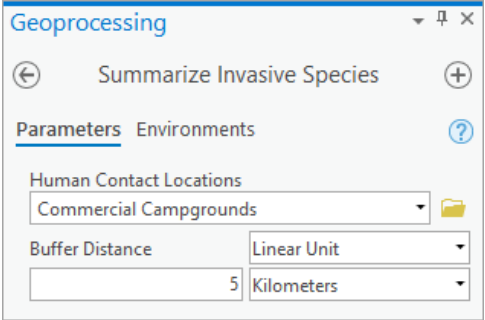 Geoprocessing
Summarize Invasive Species
Parameters Environments
Human Contact Locations
Commercial Campgrounds
Buffer Distance Linear Unit
5 Kilometers